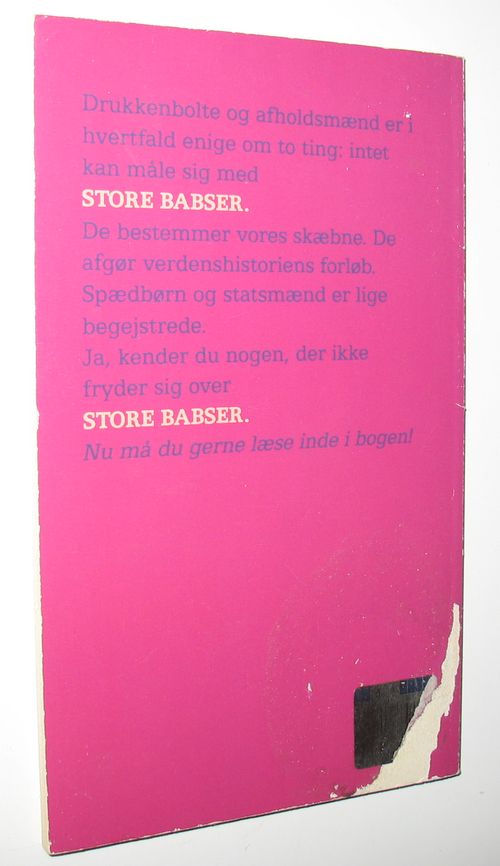 Drukkenbolte og afholdsmænd er i
hvertfald enige om to ting: intet
kan måle sig med
STORE BABSER.
De bestemmer vores skæbne. De
afgør verdenshistoriens forløb.
Spædbørn og statsmænd er lige
begejstrede.
Ja, kender du nogen, der ikke
fryder sig over
STORE BABSER.
Nu må du gerne læse inde i bogen!